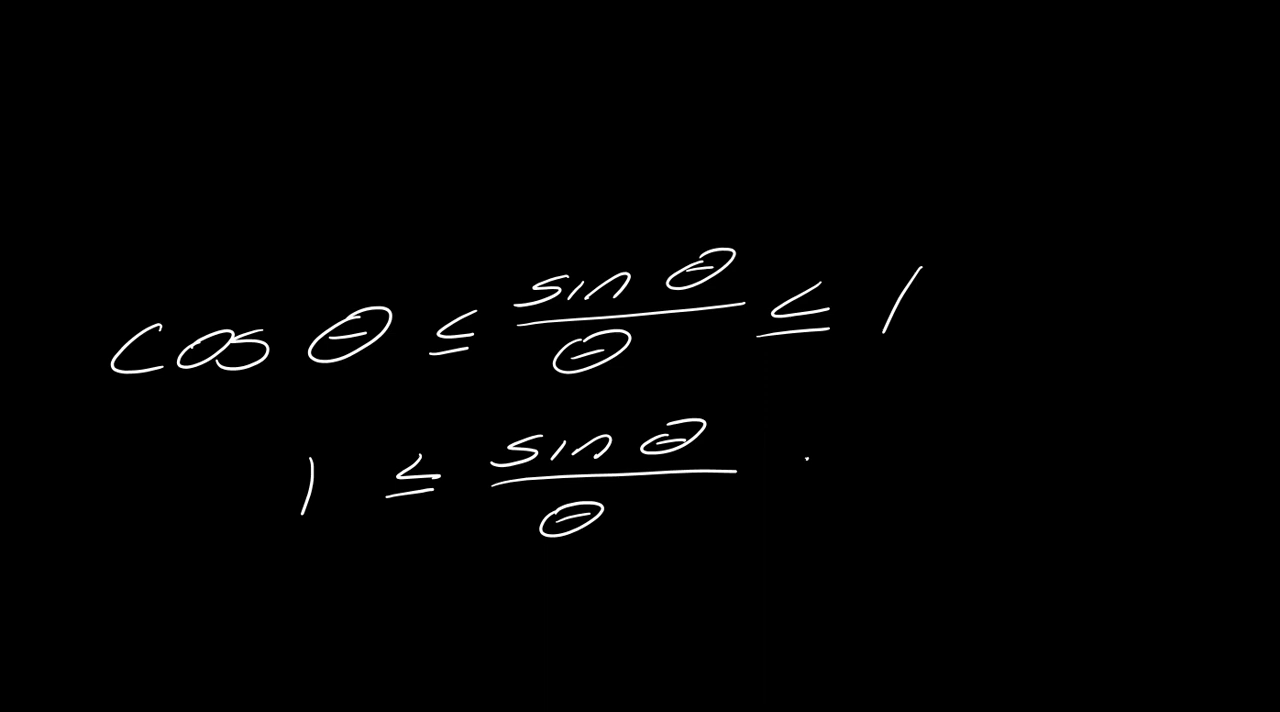 cos θ ≤ sin θ / θ ≤ 1
1 ≤ sin θ / θ .